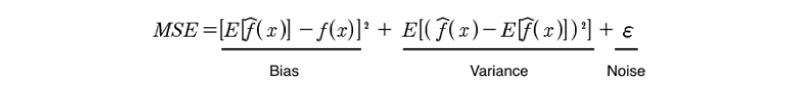 MSE=[E[f̂(x)] − f(x)]² + E[( f̂(x) − E[f̂(x)])²] + ε
Bias Variance Noise